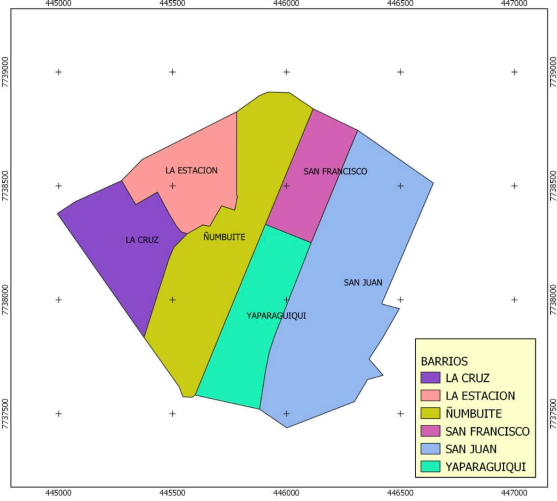 445000 445500 446000 446500 447000
7739000 7739000
LA ESTACION
SAN FRANCISCO
7738500 7738500
LA CRUZ
ÑUMBUITE
SAN JUAN
7738000 7738000
YAPARAGUIQUI
BARRIOS
LA CRUZ
LA ESTACION
ÑUMBUITE
SAN FRANCISCO
SAN JUAN
YAPARAGUIQUI
7737500 7737500
445000 445500 446000 446500 447000